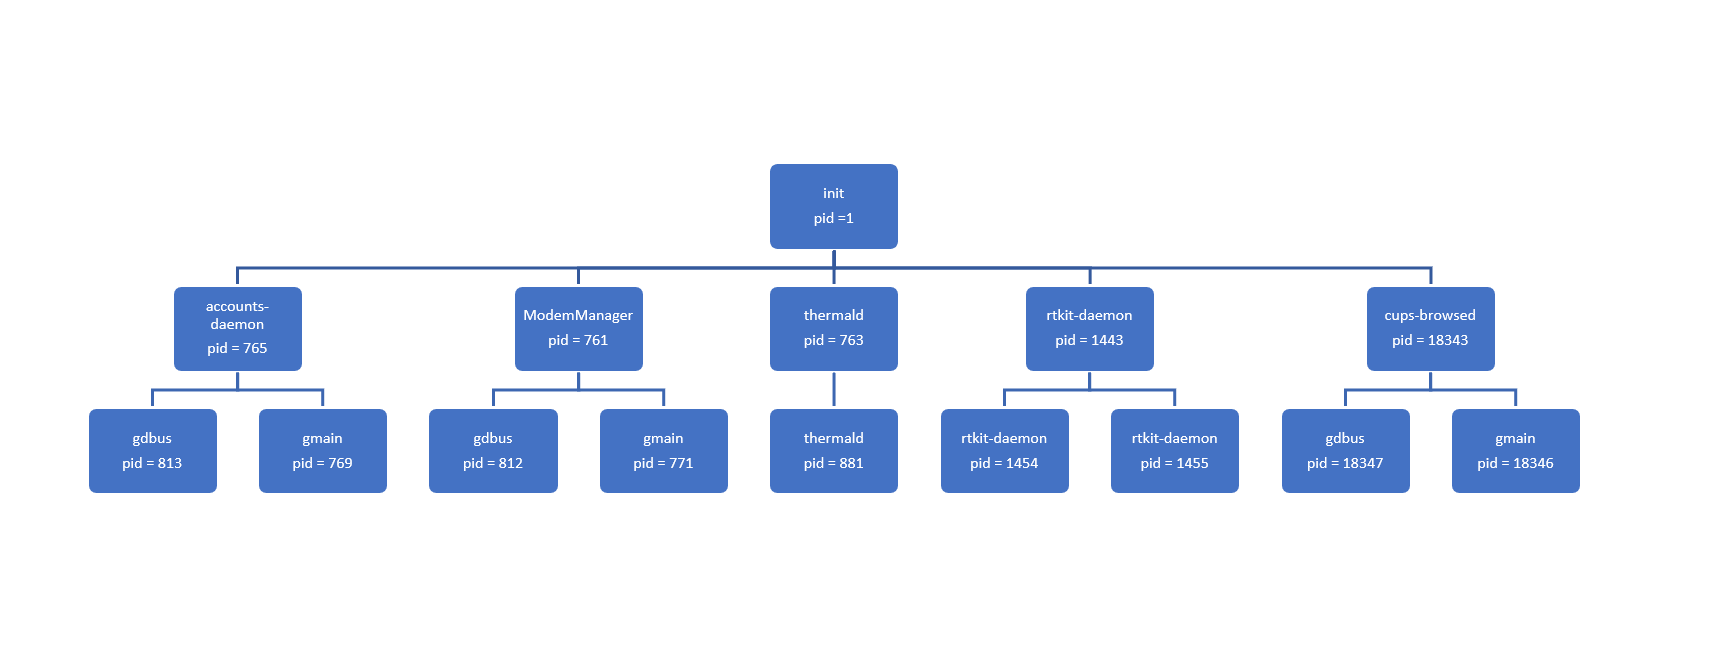 init
pid =1
accounts-
daemon
pid = 765
ModemManager
pid = 761
thermald
pid = 763
rtkit-daemon
pid = 1443
cups-browsed
pid = 18343
gdbus
pid = 813
gmain
pid = 769
gdbus
pid = 812
gmain
pid = 771
thermald
pid = 881
rtkit-daemon
pid = 1454
rtkit-daemon
pid = 1455
gdbus
pid = 18347
gmain
pid = 18346